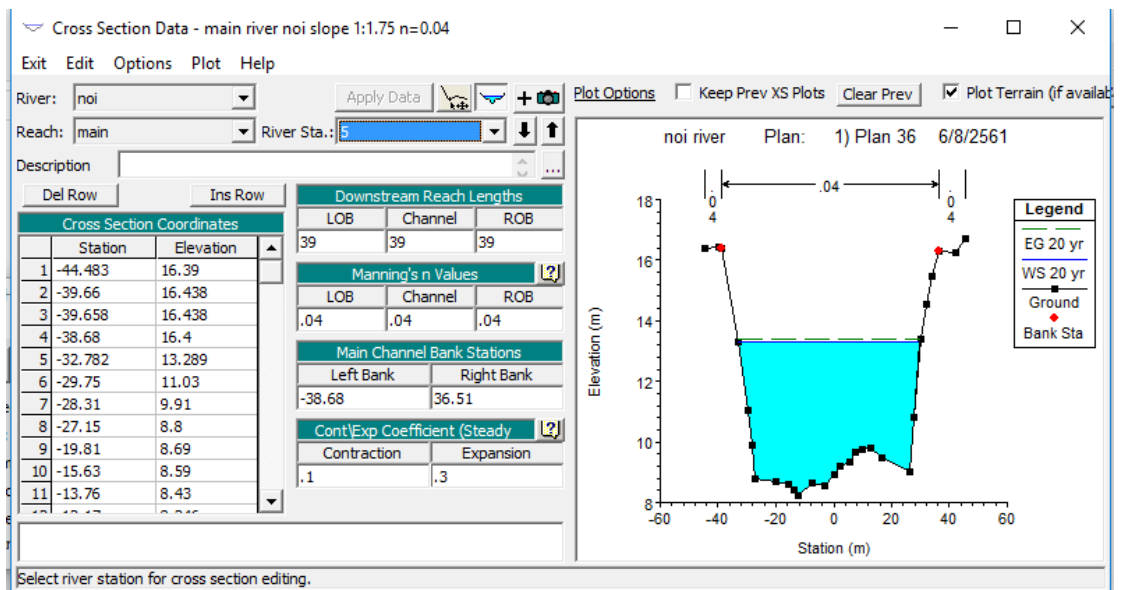 Cross Section Data - main river noi slope 1:1.75 n=0.04
Exit Edit Options Plot Help
River: noi
Apply Data
Plot Options Keep Prev XS Plots Clear Prev Plot Terrain (if availab
Reach: main River Sta.: 5
Description ...
Del Row Ins Row
Cross Section Coordinates
Station Elevation
1 -44.483 16.39
2 -39.66 16.438
3 -39.658 16.438
4 -38.68 16.4
5 -32.782 13.289
6 -29.75 11.03
7 -28.31 9.91
8 -27.15 8.8
9 -19.81 8.69
10 -15.63 8.59
11 -13.76 8.43
Downstream Reach Lengths
LOB Channel ROB
39 39 39
Manning's n Values
LOB Channel ROB
.04 .04 .04
Main Channel Bank Stations
Left Bank Right Bank
-38.68 36.51
Cont\Exp Coefficient (Steady
Contraction Expansion
.1 .3
noi river Plan: 1) Plan 36 6/8/2561
.04 .04 .04
18
16
14
12
10
8
Elevation (m)
-60 -40 -20 0 20 40 60
Station (m)
Legend
EG 20 yr
WS 20 yr
Ground
Bank Sta
Select river station for cross section editing.